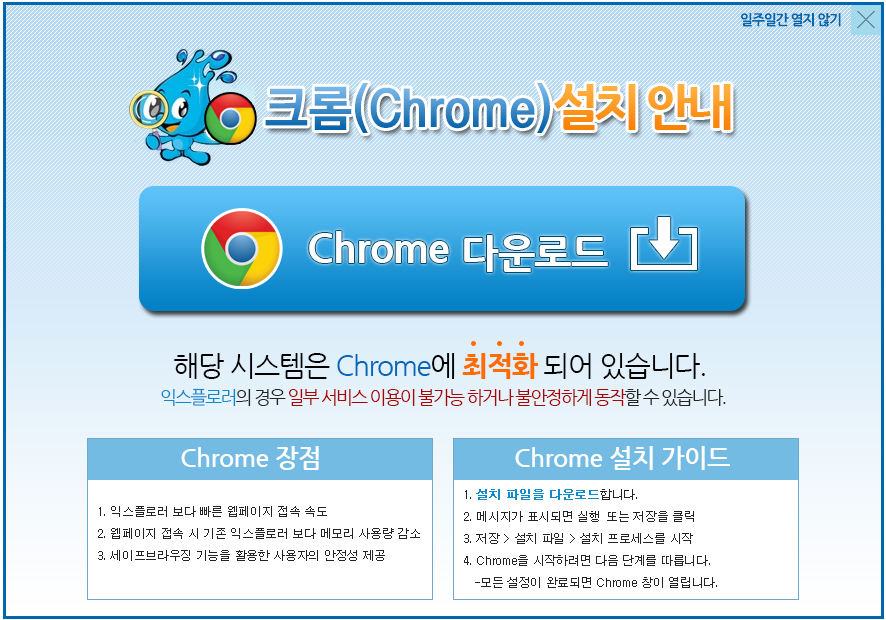 일주일간 열지 않기
크롬(Chrome)설치 안내
Chrome 다운로드
해당 시스템은 Chrome에 최적화 되어 있습니다.
익스플로러의 경우 일부 서비스 이용이 불가능 하거나 불안정하게 동작할 수 있습니다.
Chrome 장점
1. 익스플로러 보다 빠른 웹페이지 접속 속도
2. 웹페이지 접속 시 기존 익스플로러 보다 메모리 사용량 감소
3. 세이프브라우징 기능을 활용한 사용자의 안정성 제공
Chrome 설치 가이드
1. 설치 파일을 다운로드합니다.
2. 메시지가 표시되면 실행 또는 저장을 클릭
3. 저장 > 설치 파일 > 설치 프로세스를 시작
4. Chrome을 시작하려면 다음 단계를 따릅니다.
-모든 설정이 완료되면 Chrome 창이 열립니다.